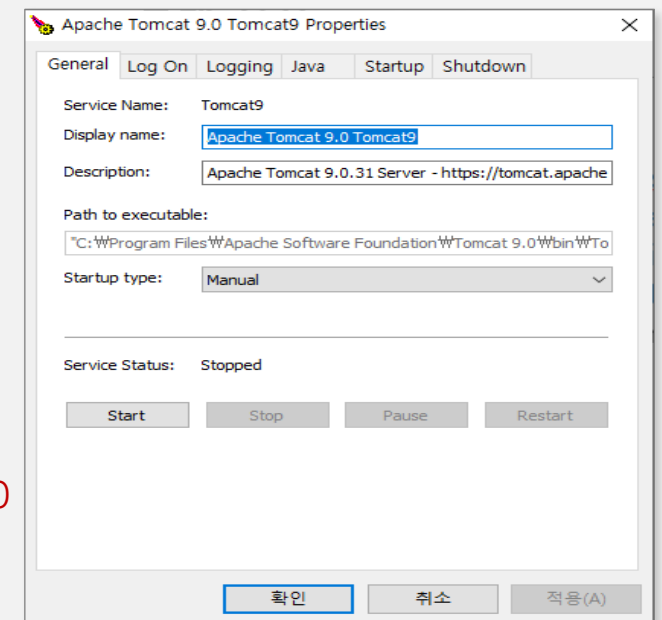 Apache Tomcat 9.0 Tomcat9 Properties
General Log On Logging Java Startup Shutdown
Service Name: Tomcat9
Display name: Apache Tomcat 9.0 Tomcat9
Description: Apache Tomcat 9.0.31 Server - https://tomcat.apache
Path to executable:
"C:₩Program Files₩Apache Software Foundation₩Tomcat 9.0₩bin₩To
Startup type: Manual
Service Status: Stopped
Start Stop Pause Restart
0
확인 취소 적용(A)